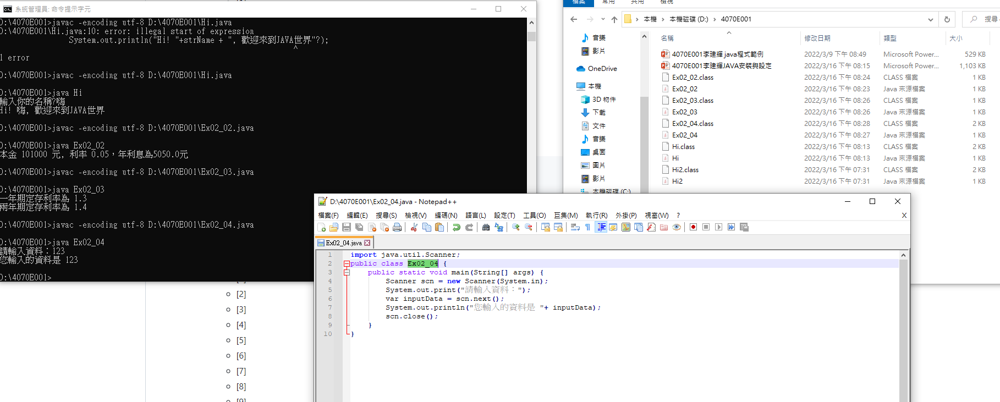 系統管理員: 命令提示字元
D:\4070E001>javac -encoding utf-8 D:\4070E001\Hi.java
D:\4070E001\Hi.java:10: error: illegal start of expression
System.out.println("Hi! "+strName + ", 歡迎來到JAVA世界"?);
^
1 error
D:\4070E001>javac -encoding utf-8 D:\4070E001\Hi.java
D:\4070E001>java Hi
輸入你的名稱?嗨
Hi! 嗨, 歡迎來到JAVA世界
D:\4070E001>javac -encoding utf-8 D:\4070E001\Ex02_02.java
D:\4070E001>java Ex02_02
本金 101000 元, 利率 0.05，年利息為5050.0元
D:\4070E001>javac -encoding utf-8 D:\4070E001\Ex02_03.java
D:\4070E001>java Ex02_03
一年期定存利率為 1.3
兩年期定存利率為 1.4
D:\4070E001>javac -encoding utf-8 D:\4070E001\Ex02_04.java
D:\4070E001>java Ex02_04
請輸入資料：123
您輸入的資料是 123
D:\4070E001>
[2]
[3]
[4]
[5]
[6]
[7]
[8]
[9]
檔案 常用 共用 檢視
本機 › 本機磁碟 (D:) › 4070E001
搜尋
音樂
影片
OneDrive
本機
3D 物件
下載
文件
音樂
桌面
圖片
影片
本機磁碟 (C:)
名稱 修改日期 類型 大小
4070E001李建輝 java程式範例 2022/3/9 下午 08:49 Microsoft Power... 529 KB
4070E001李建輝JAVA安裝與設定 2022/3/16 下午 08:15 Microsoft Power... 1,103 KB
Ex02_02.class 2022/3/16 下午 08:24 CLASS 檔案 1 KB
Ex02_02 2022/3/16 下午 08:23 Java 來源檔案 1 KB
Ex02_03.class 2022/3/16 下午 08:26 CLASS 檔案 1 KB
Ex02_03 2022/3/16 下午 08:26 Java 來源檔案 1 KB
Ex02_04.class 2022/3/16 下午 08:28 CLASS 檔案 2 KB
Ex02_04 2022/3/16 下午 08:27 Java 來源檔案 1 KB
Hi.class 2022/3/16 下午 08:13 CLASS 檔案 2 KB
Hi 2022/3/16 下午 08:13 Java 來源檔案 1 KB
Hi2.class 2022/3/16 下午 07:31 CLASS 檔案 2 KB
Hi2 2022/3/16 下午 07:31 Java 來源檔案 1 KB
D:\4070E001\Ex02_04.java - Notepad++
檔案(F) 編輯(E) 搜尋(S) 檢視(V) 編碼(N) 語言(L) 設定(T) 工具(O) 巨集(M) 執行(R) 外掛(P) 視窗(W) ? X
Ex02_04.java
1 import java.util.Scanner;
2 public class Ex02_04 {
3 public static void main(String[] args) {
4 Scanner scn = new Scanner(System.in);
5 System.out.print("請輸入資料：");
6 var inputData = scn.next();
7 System.out.println("您輸入的資料是 "+ inputData);
8 scn.close();
9 }
10 }